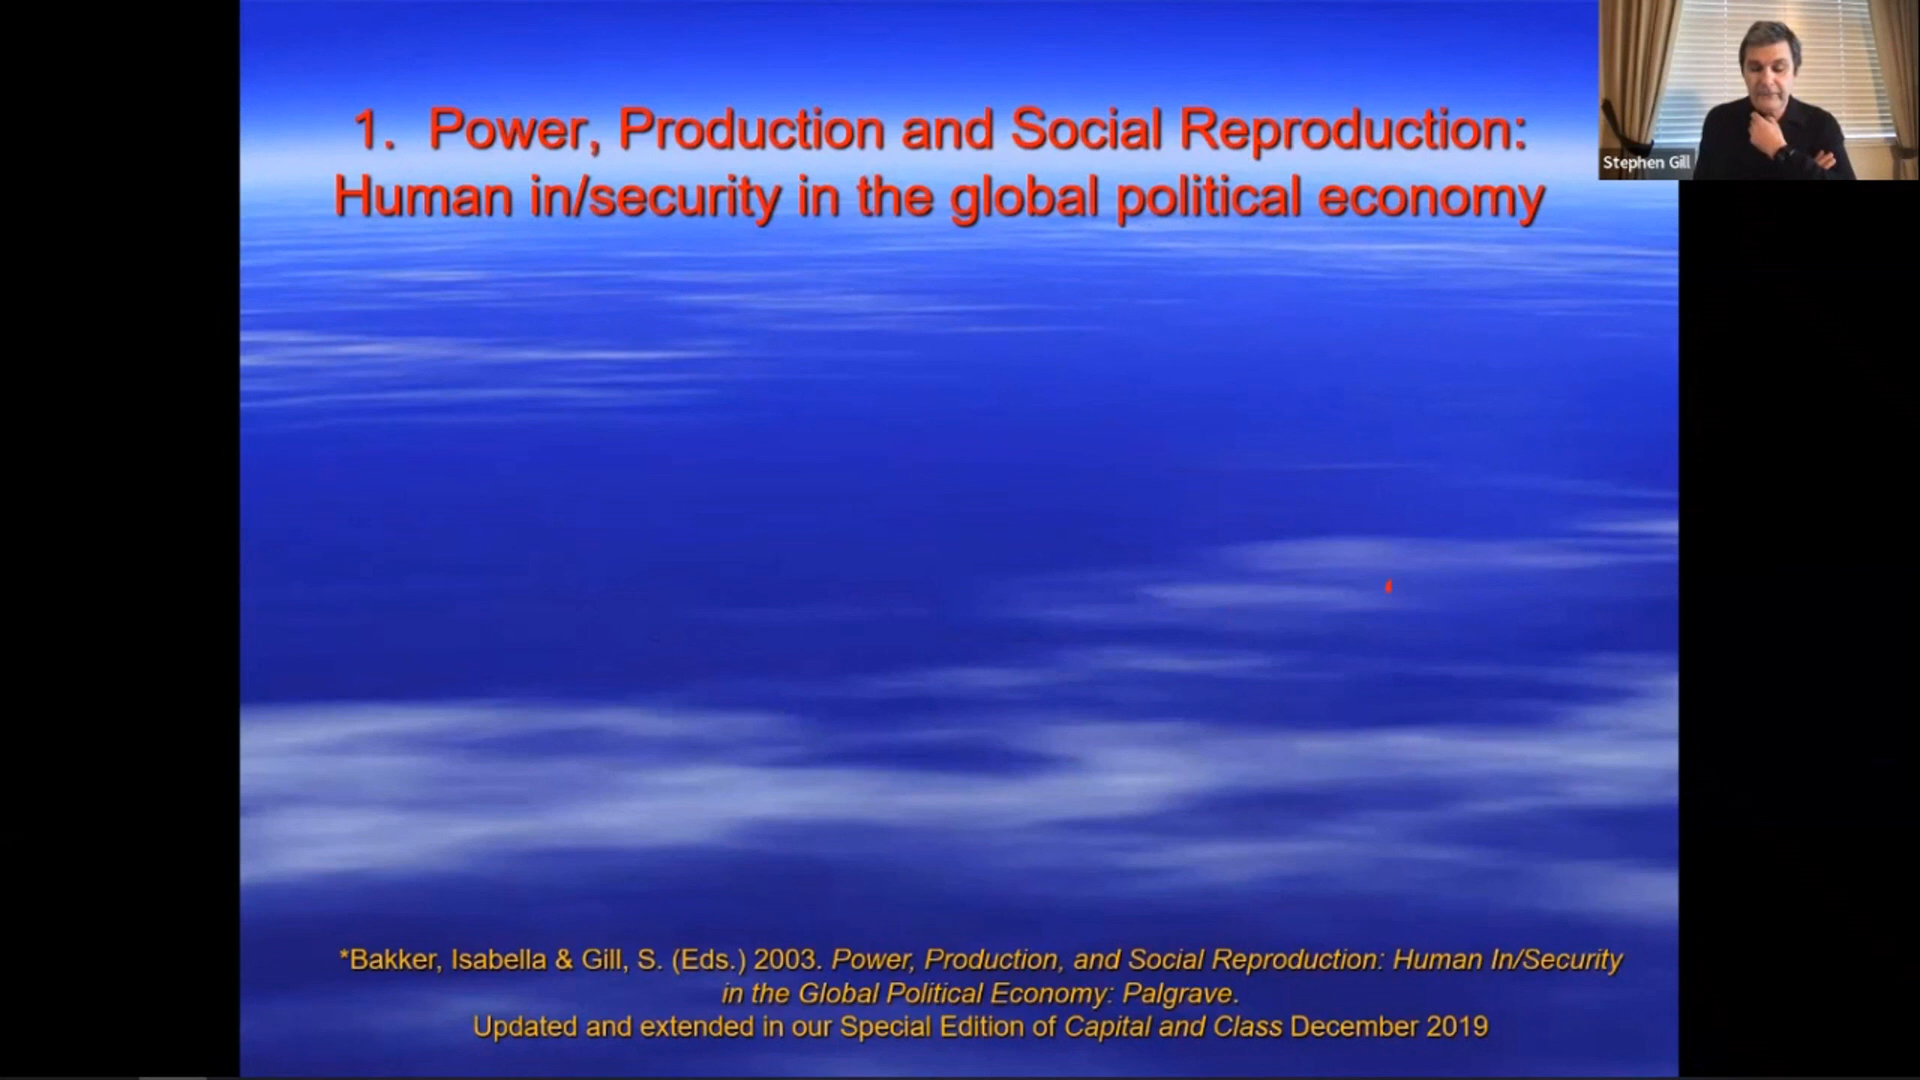 1. Power, Production and Social Reproduction:
Human in/security in the global political economy
Stephen Gill
*Bakker, Isabella & Gill, S. (Eds.) 2003. Power, Production, and Social Reproduction: Human In/Security
in the Global Political Economy: Palgrave.
Updated and extended in our Special Edition of Capital and Class December 2019